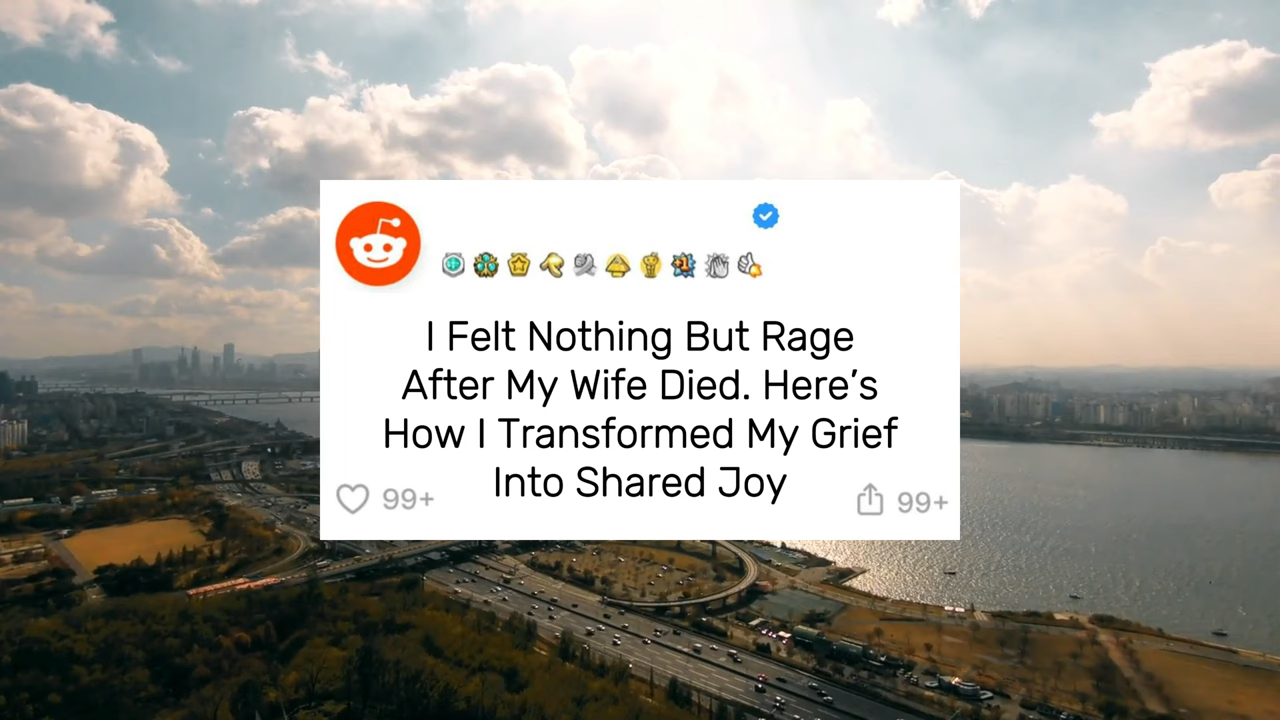 I Felt Nothing But Rage
After My Wife Died. Here’s
How I Transformed My Grief
Into Shared Joy
99+
99+